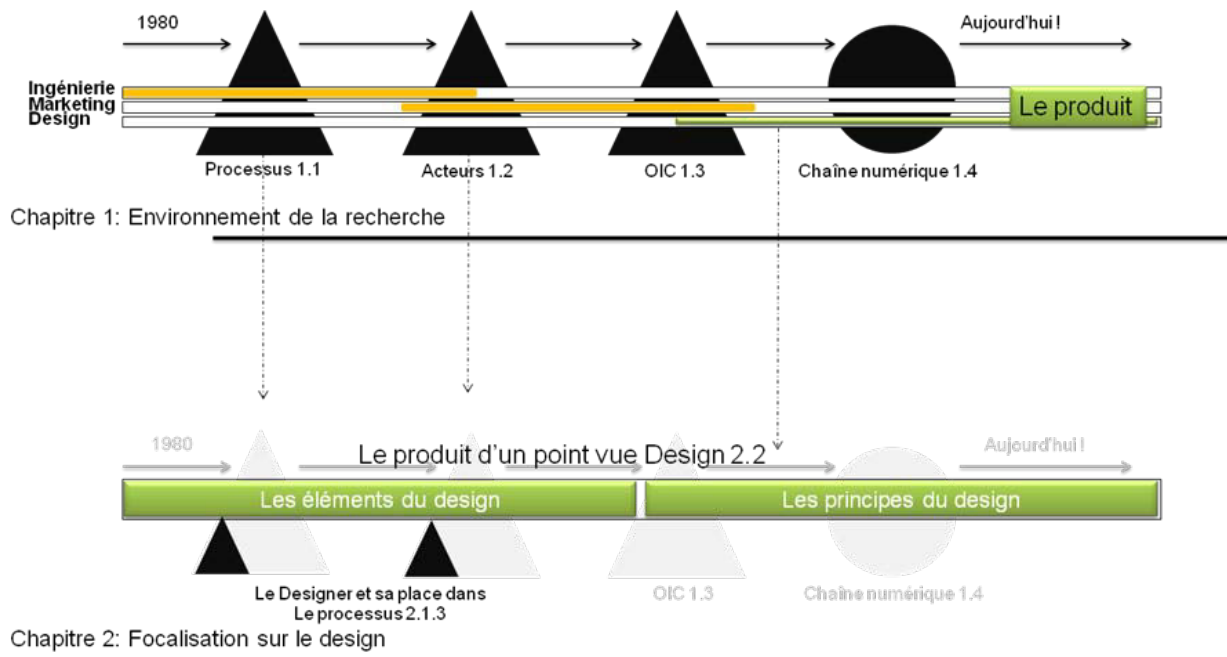 1980
Aujourd'hui !
Ingénierie
Marketing
Design
Le produit
Processus 1.1
Acteurs 1.2
OIC 1.3
Chaîne numérique 1.4
Chapitre 1: Environnement de la recherche
1980
Le produit d'un point vue Design 2.2
Aujourd'hui !
Les éléments du design
Les principes du design
Le Designer et sa place dans
Le processus 2.1.3
OIC 1.3
Chaîne numérique 1.4
Chapitre 2: Focalisation sur le design